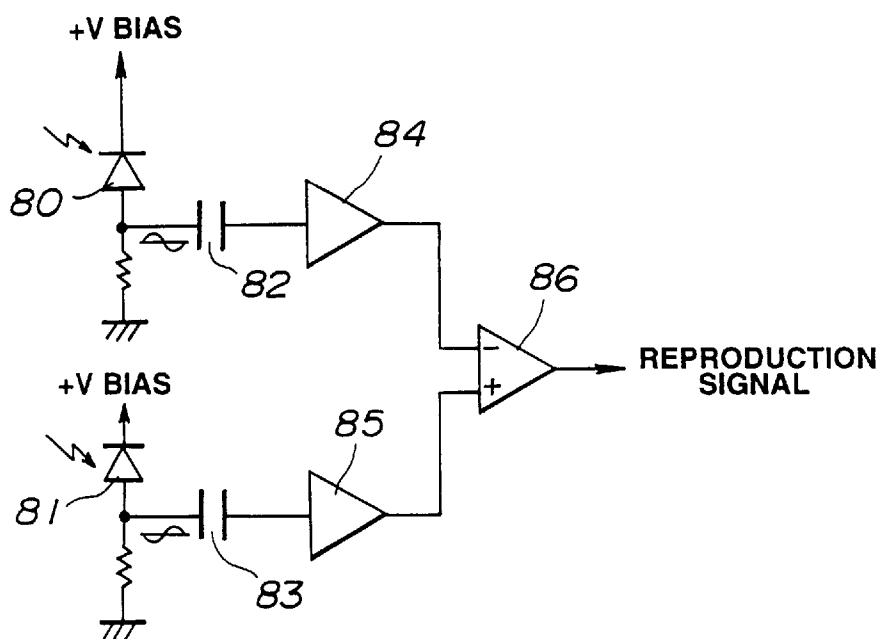 +V BIAS
84
80
82
86
-
REPRODUCTION
SIGNAL
+
+V BIAS
85
81
83